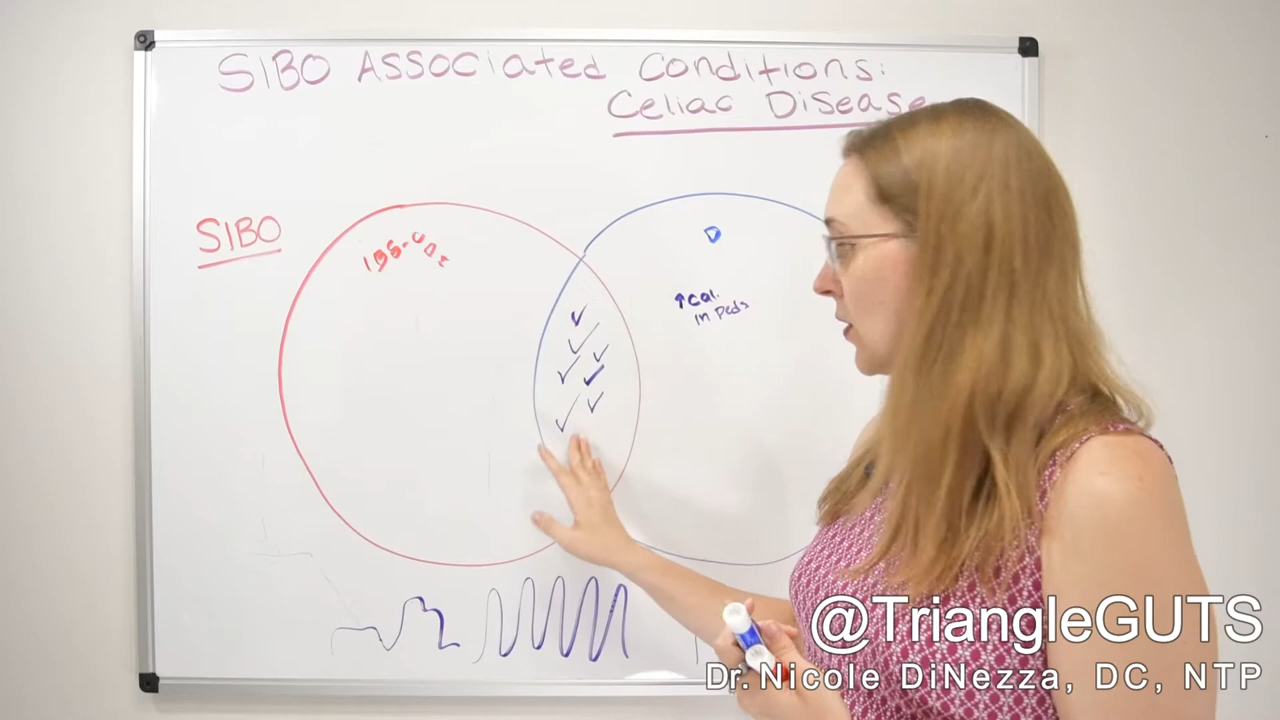 SIBO Associated Conditions:
Celiac Disease
SIBO
IBS-
D
↑Cal.
in Peds
@TriangleGUTS
Dr. Nicole DiNezza, DC, NTP